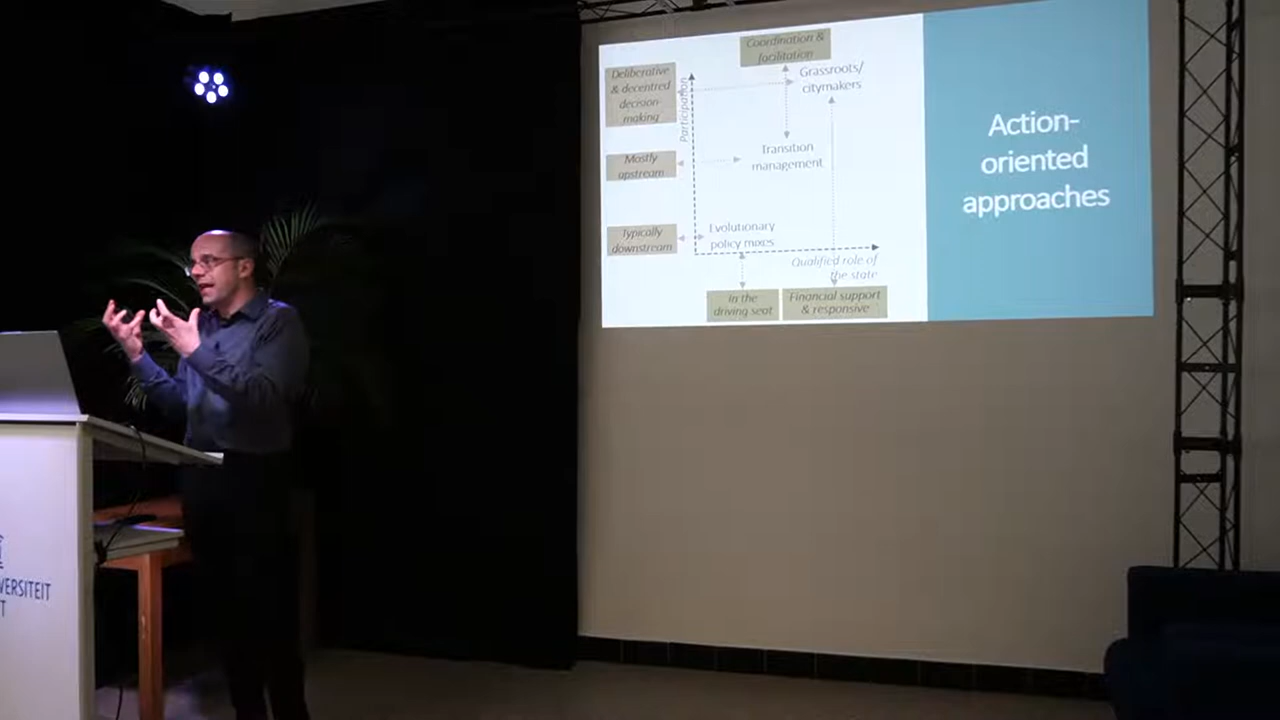 Coordination &
facilitation
Deliberative
& decentred
decision-
making
Participation
Grassroots/
citymakers
Mostly
upstream
Transition
management
Typically
downstream
Evolutionary
policy mixes
Qualified role of
the state
In the
driving seat
Financial support
& responsive
Action-
oriented
approaches
VERSITEIT
T